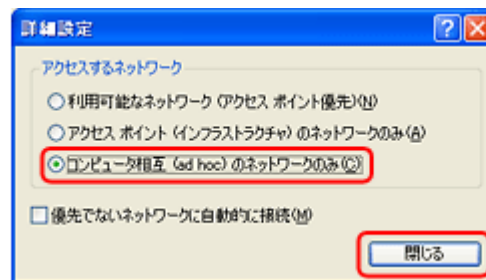 詳細設定
アクセスするネットワーク
利用可能なネットワーク (アクセス ポイント優先)(N)
アクセス ポイント (インフラストラクチャ) のネットワークのみ(A)
コンピュータ相互 (ad hoc) のネットワークのみ(C)
優先でないネットワークに自動的に接続(M)
閉じる